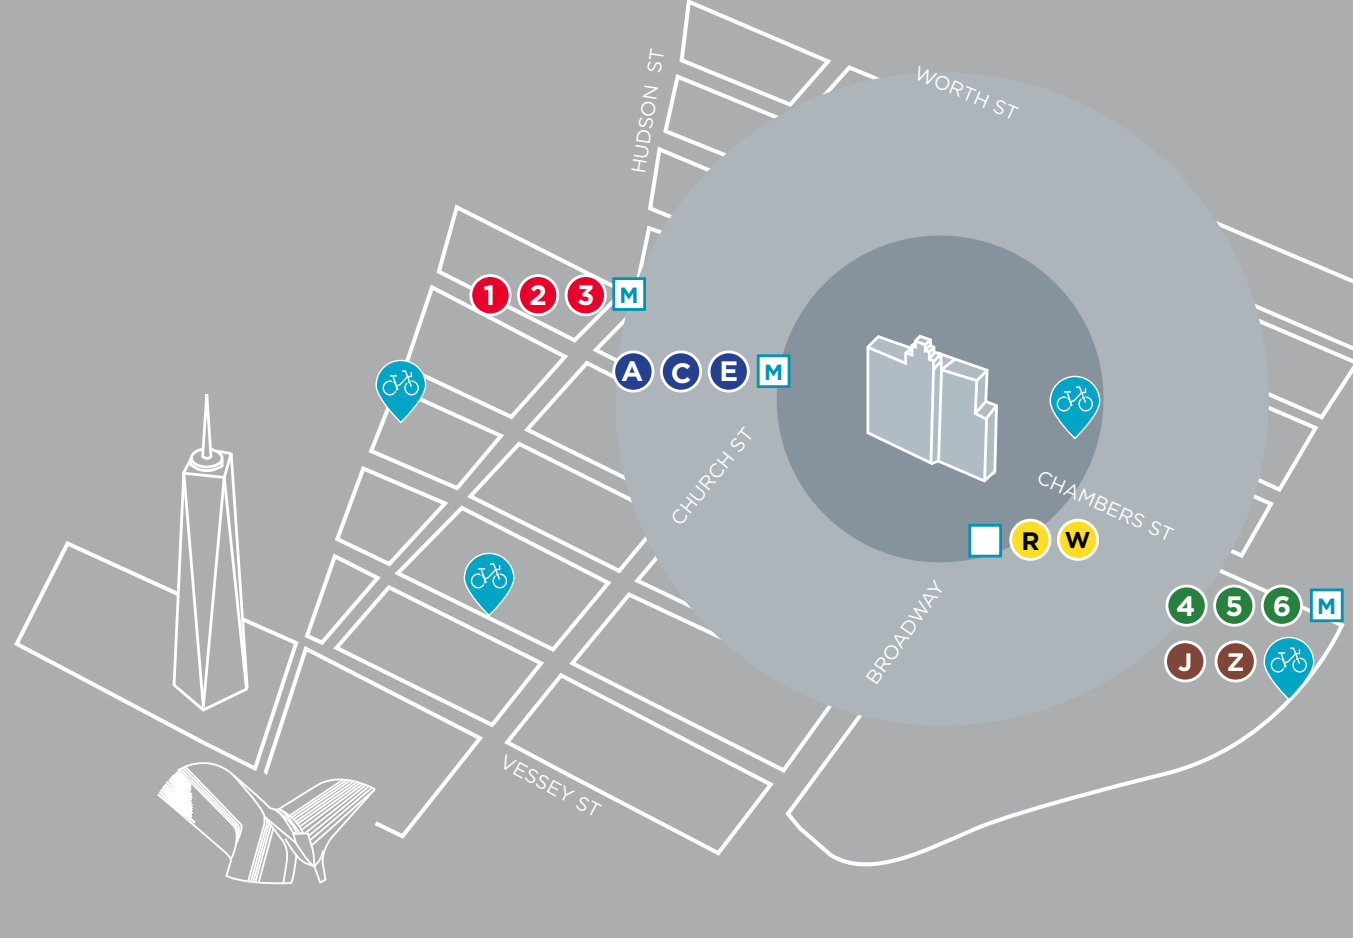 WORTH ST
HUDSON ST
1 2 3 M
A C E M
CHURCH ST
CHAMBERS ST
R W
BROADWAY
4 5 6 M
J Z
VESSEY ST